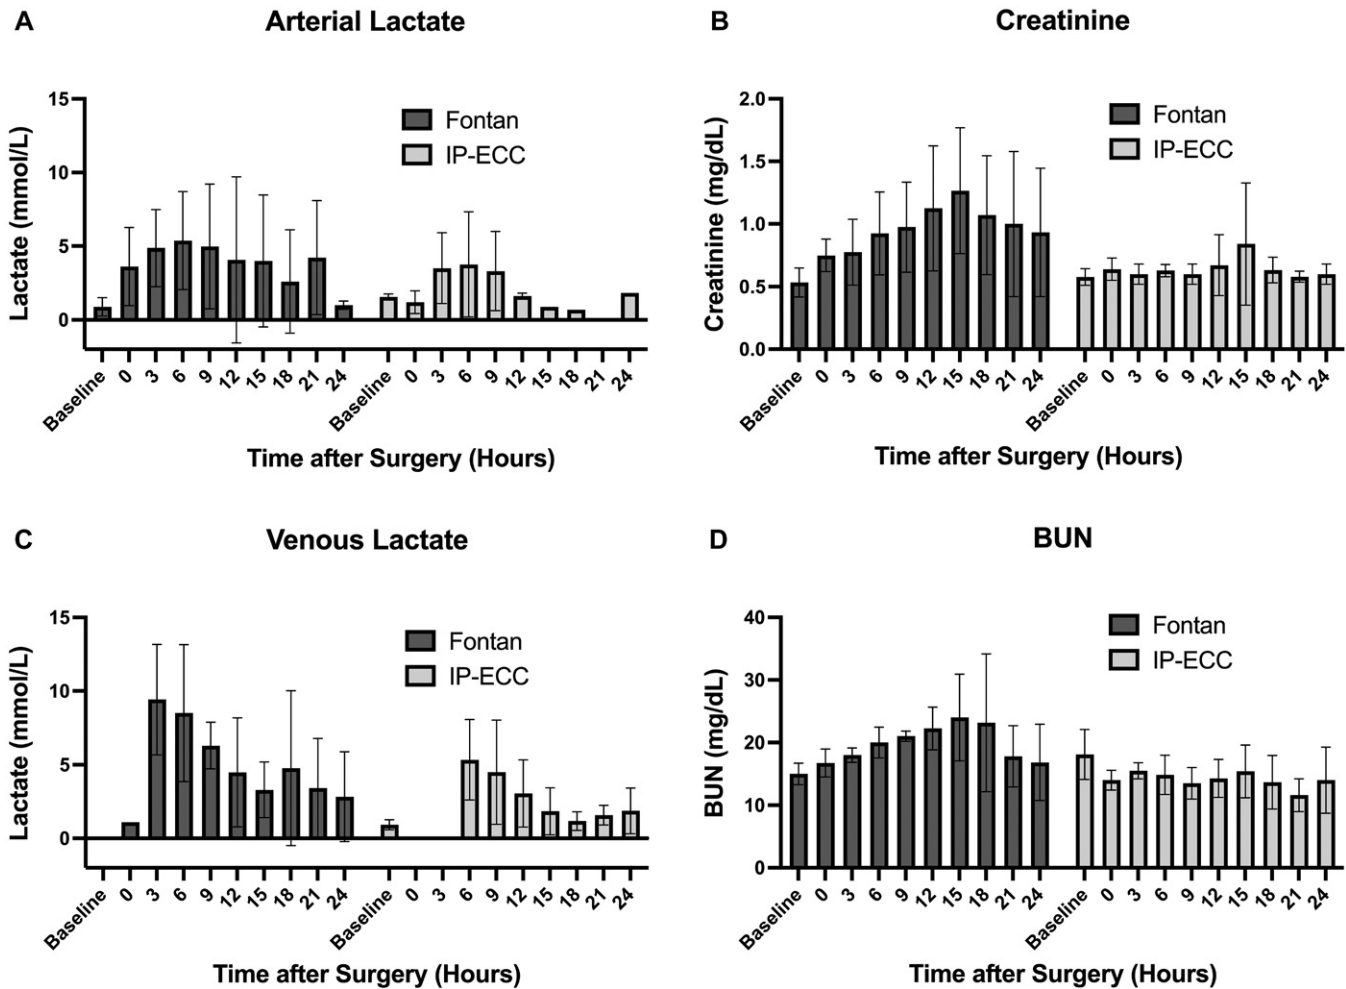 A
Arterial Lactate
Lactate (mmol/L)
15
10
5
0
Fontan
IP-ECC
Baseline 0 3 6 9 12 15 18 21 24 Baseline 0 3 6 9 12 15 18 21 24
Time after Surgery (Hours)
B
Creatinine
Creatinine (mg/dL)
2.0
1.5
1.0
0.5
0.0
Fontan
IP-ECC
Baseline 0 3 6 9 12 15 18 21 24 Baseline 0 3 6 9 12 15 18 21 24
Time after Surgery (Hours)
C
Venous Lactate
Lactate (mmol/L)
15
10
5
0
Fontan
IP-ECC
Baseline 0 3 6 9 12 15 18 21 24 Baseline 0 3 6 9 12 15 18 21 24
Time after Surgery (Hours)
D
BUN
BUN (mg/dL)
40
30
20
10
0
Fontan
IP-ECC
Baseline 0 3 6 9 12 15 18 21 24 Baseline 0 3 6 9 12 15 18 21 24
Time after Surgery (Hours)